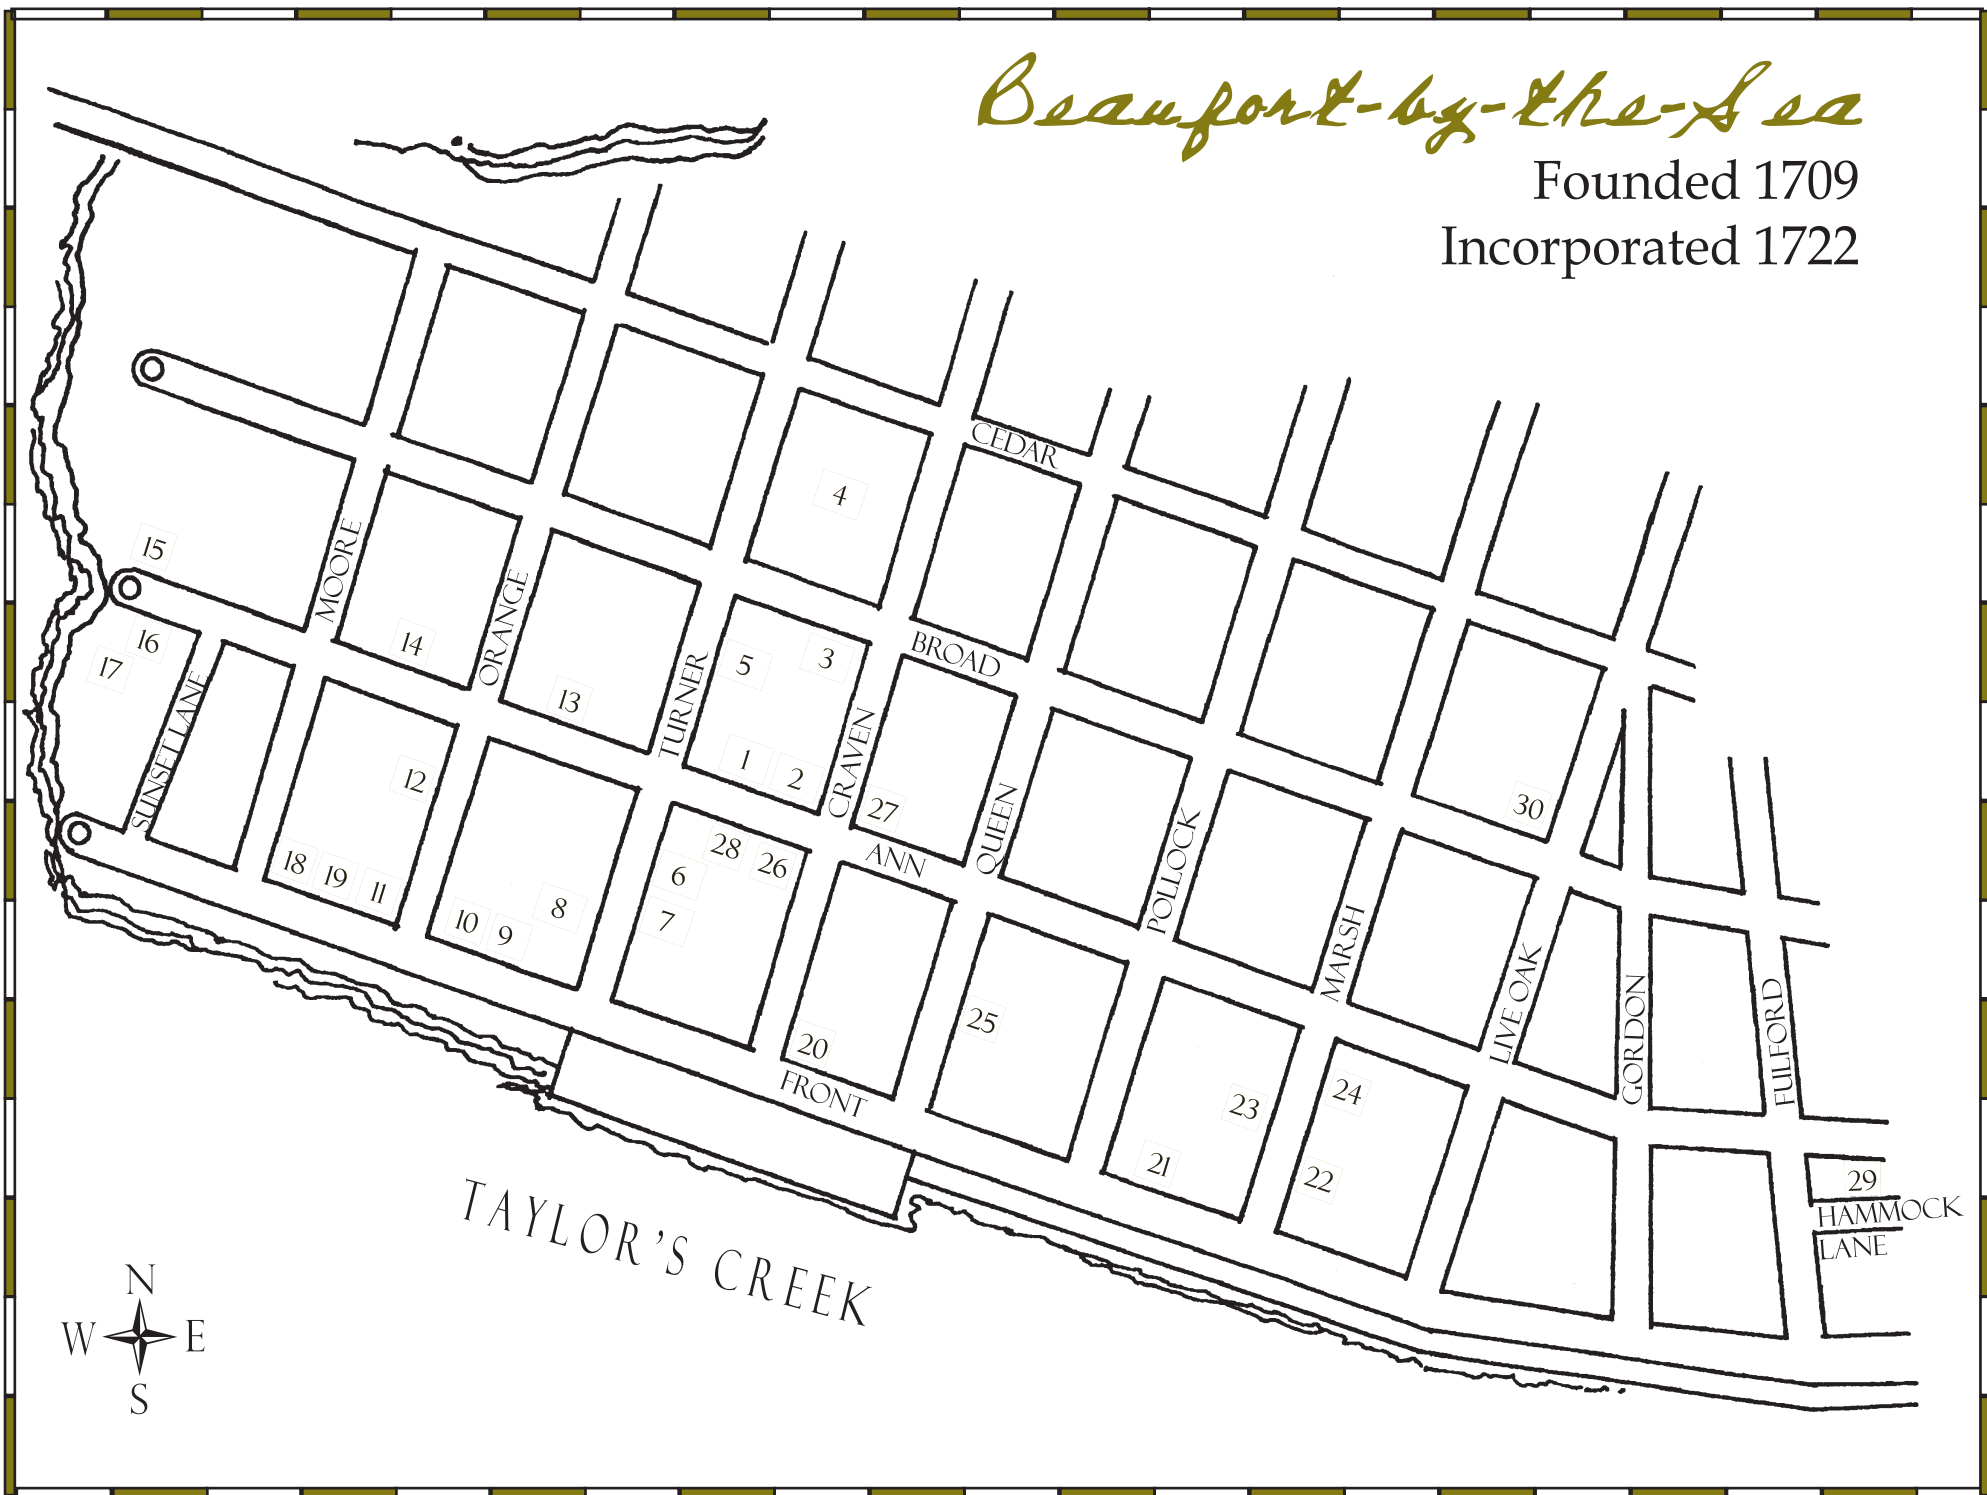 Beaufort-by-the-Sea
Founded 1709
Incorporated 1722
CEDAR
4
MOORE
15
ORANGE
16
17
14
13
SUNSET LANE
TURNER
5
3
BROAD
1
2
CRAVEN
27
12
ANN
QUEEN
POLLOCK
30
28
26
6
7
18
19
11
10
9
8
MARSH
LIVE OAK
GORDON
FULFORD
25
20
FRONT
24
23
21
22
29
HAMMOCK
LANE
TAYLOR'S CREEK
N
W E
S